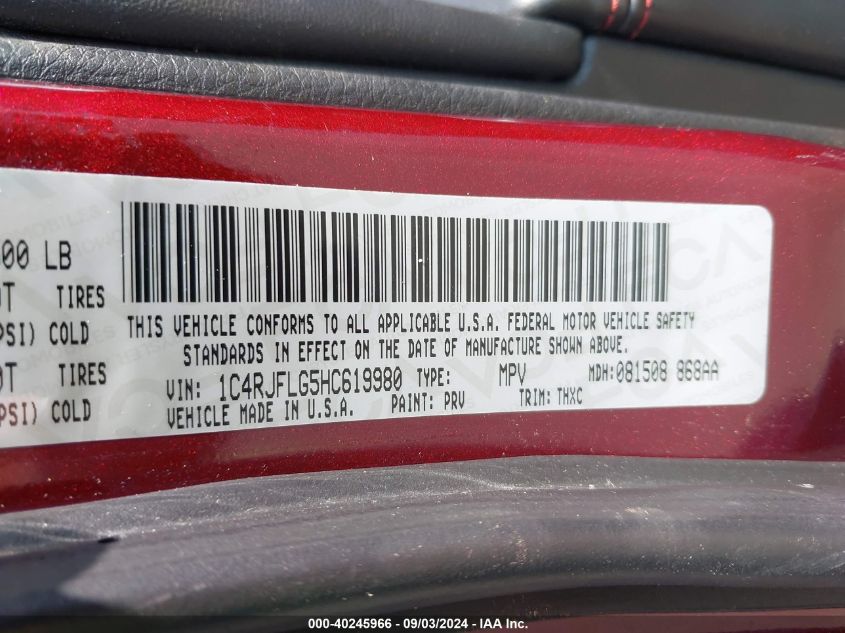 00 LB
TIRES
PSI) COLD
TIRES
PSI) COLD
THIS VEHICLE CONFORMS TO ALL APPLICABLE U.S.A. FEDERAL MOTOR VEHICLE SAFETY
STANDARDS IN EFFECT ON THE DATE OF MANUFACTURE SHOWN ABOVE.
VIN: 1C4RJFLG5HC619980 TYPE: MPV MDH:081508 868AA
VEHICLE MADE IN U.S.A. PAINT: PRV TRIM: THXC
000-40245966 - 09/03/2024 - IAA Inc.